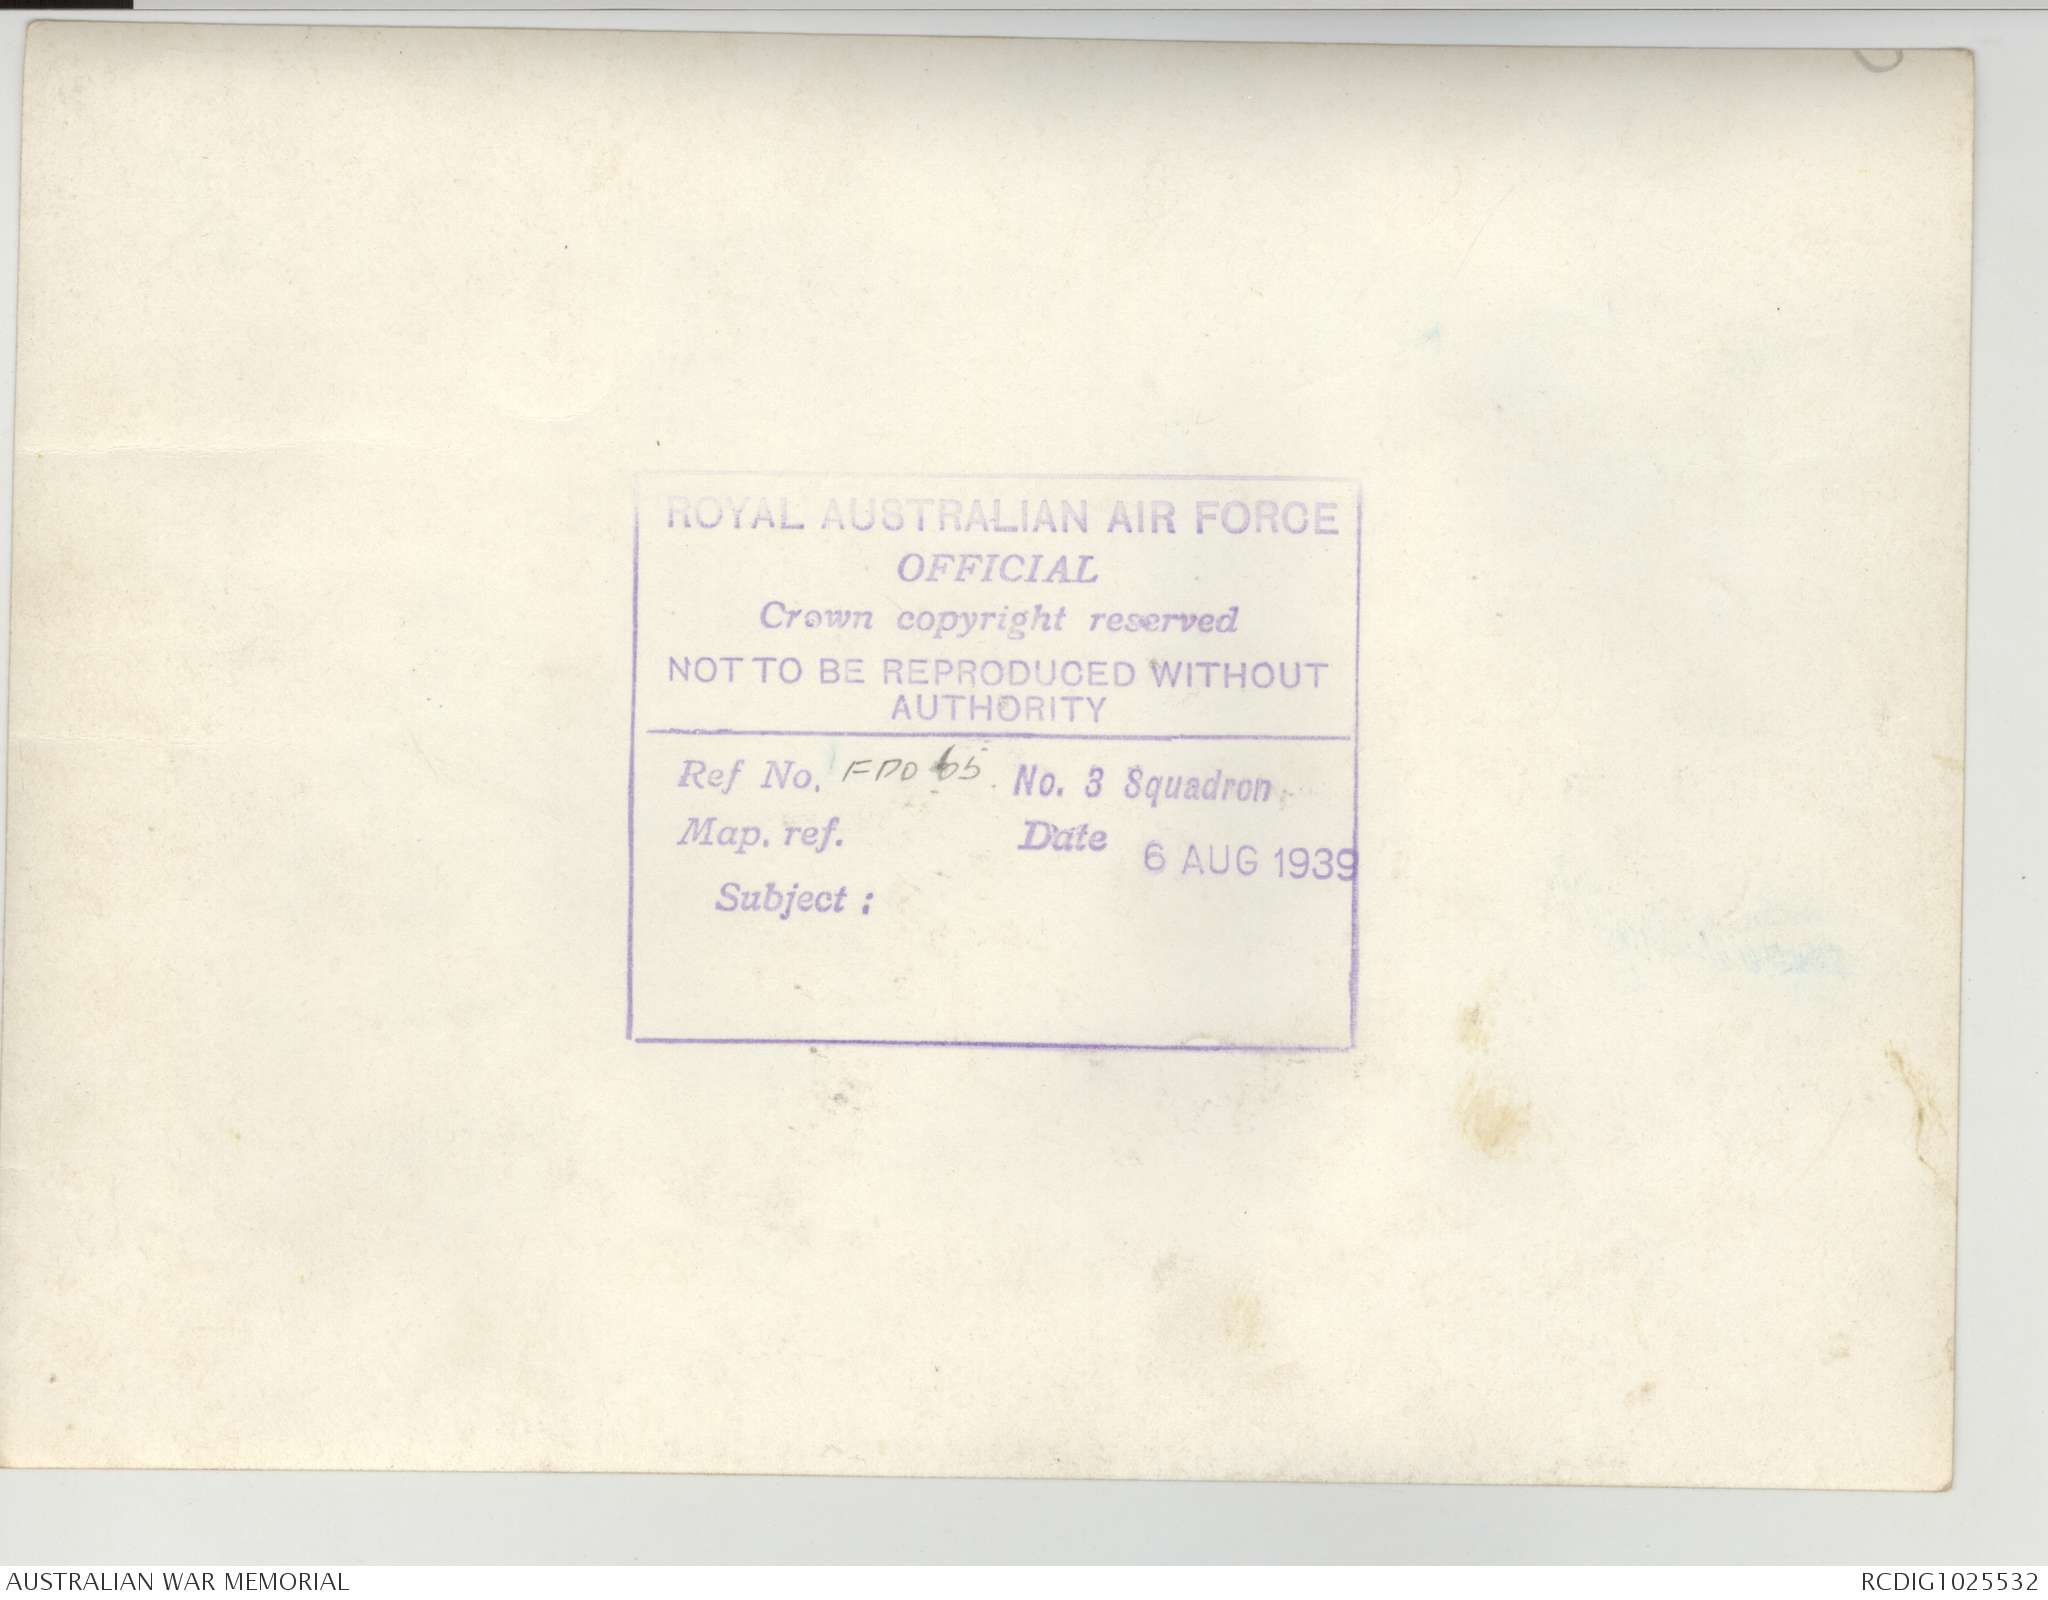 ROYAL AUSTRALIAN AIR FORCE
OFFICIAL
Crown copyright reserved
NOT TO BE REPRODUCED WITHOUT
AUTHORITY
Ref No. FDO 65 No. 3 Squadron.
Map. ref. Date 6 AUG 1939
Subject :
AUSTRALIAN WAR MEMORIAL RCDIG1025532